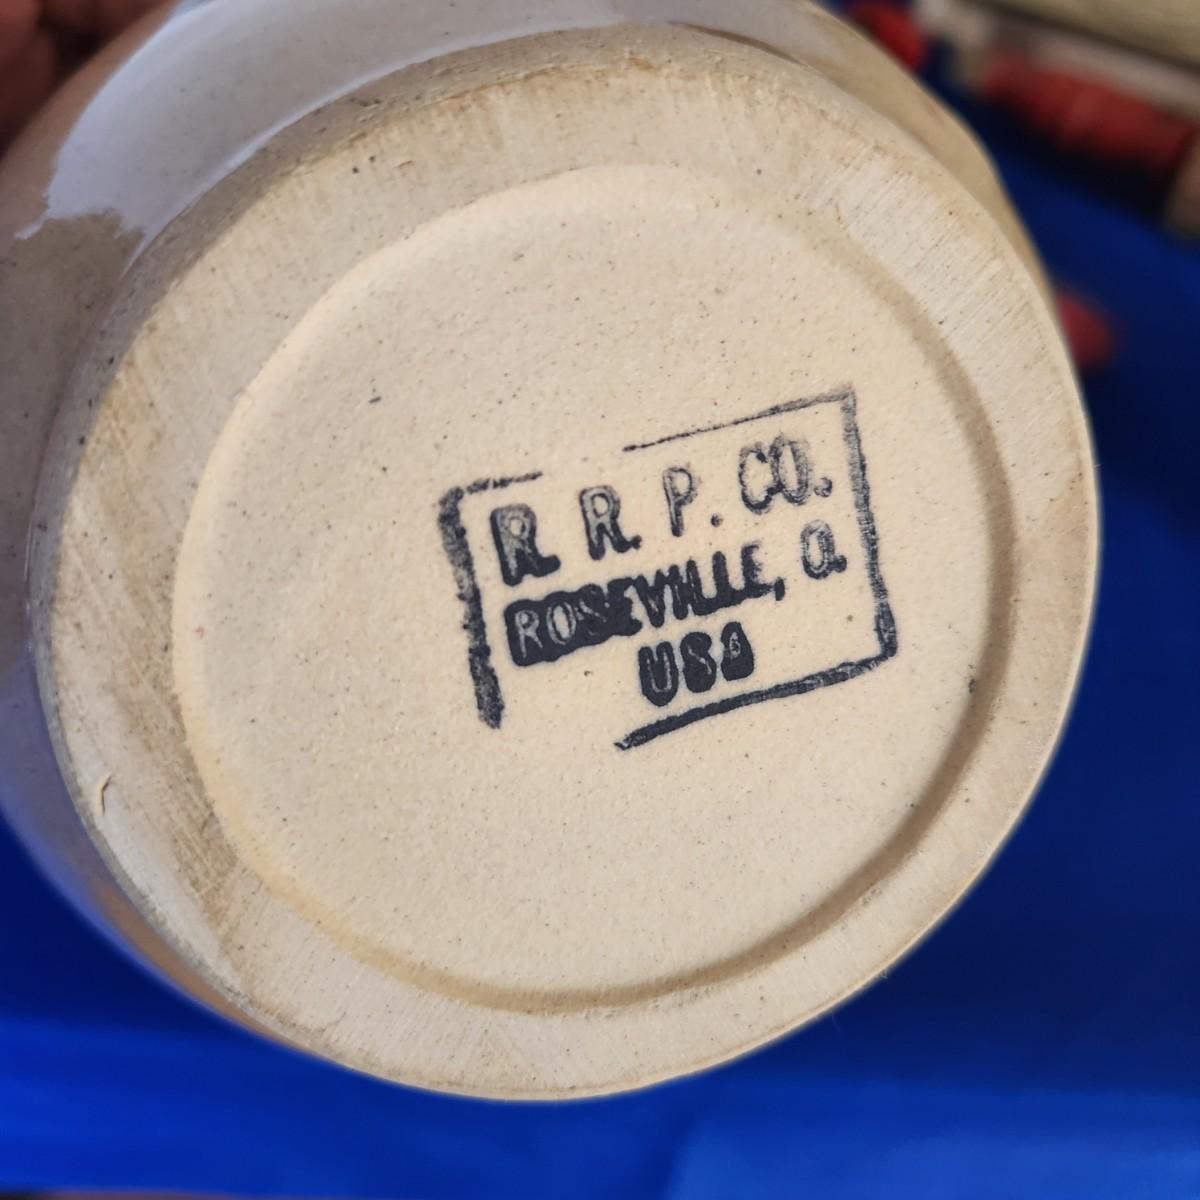 R. R. P. CO.
ROSEVILLE, O.
USA